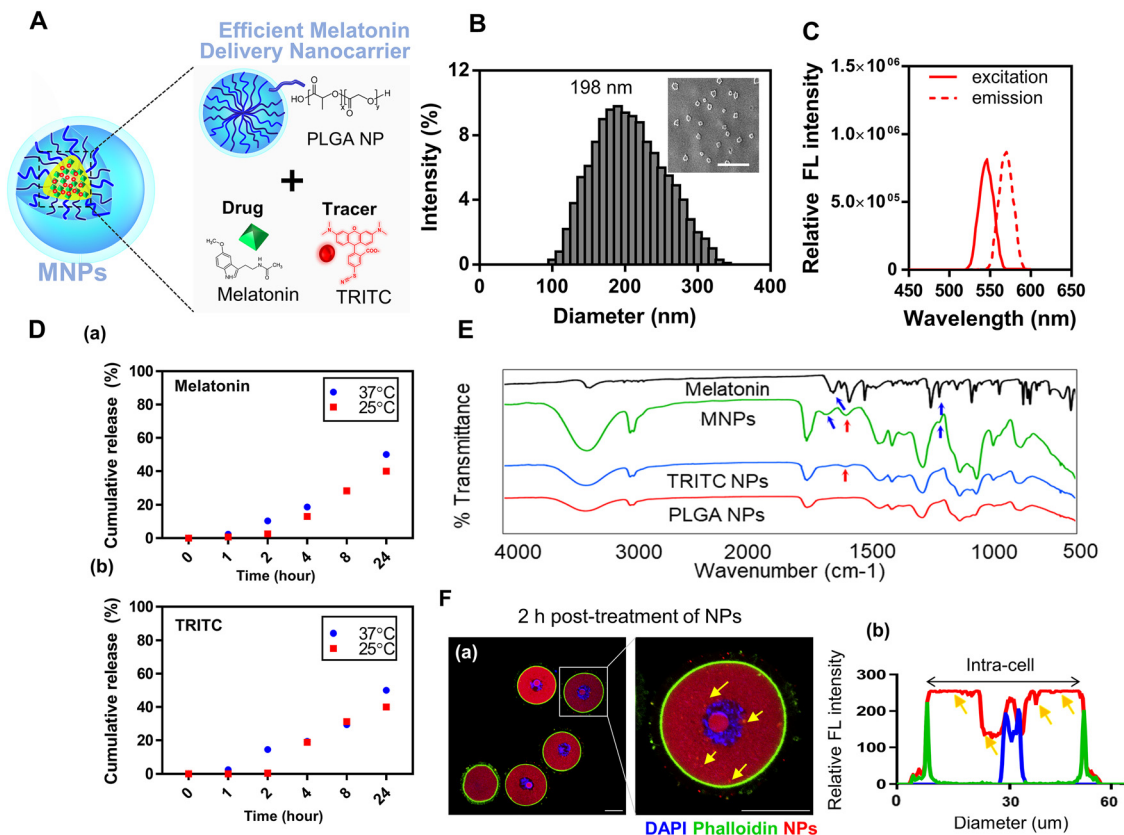 A
Efficient Melatonin
Delivery Nanocarrier
HO
O
O
O
O
H
x
y
PLGA NP
+
Drug
Tracer
Melatonin
TRITC
MNPs
B
198 nm
Intensity (%)
12
8
4
0
0 100 200 300 400
Diameter (nm)
C
Relative FL intensity
1.5×10⁰⁶
1.0×10⁰⁶
5.0×10⁰⁵
0.0
excitation
emission
450 500 550 600 650
Wavelength (nm)
D
(a)
Cumulative release (%)
100
80
60
40
20
0
Melatonin
37°C
25°C
0 1 2 4 8 24
Time (hour)
(b)
Cumulative release (%)
100
80
60
40
20
0
TRITC
37°C
25°C
0 1 2 4 8 24
Time (hour)
E
% Transmittance
Melatonin
MNPs
TRITC NPs
PLGA NPs
4000 3000 2000 1500 1000 500
Wavenumber (cm-1)
F
2 h post-treatment of NPs
(a)
DAPI Phalloidin NPs
(b)
Intra-cell
Relative FL intensity
300
200
100
0
0 30 60
Diameter (um)